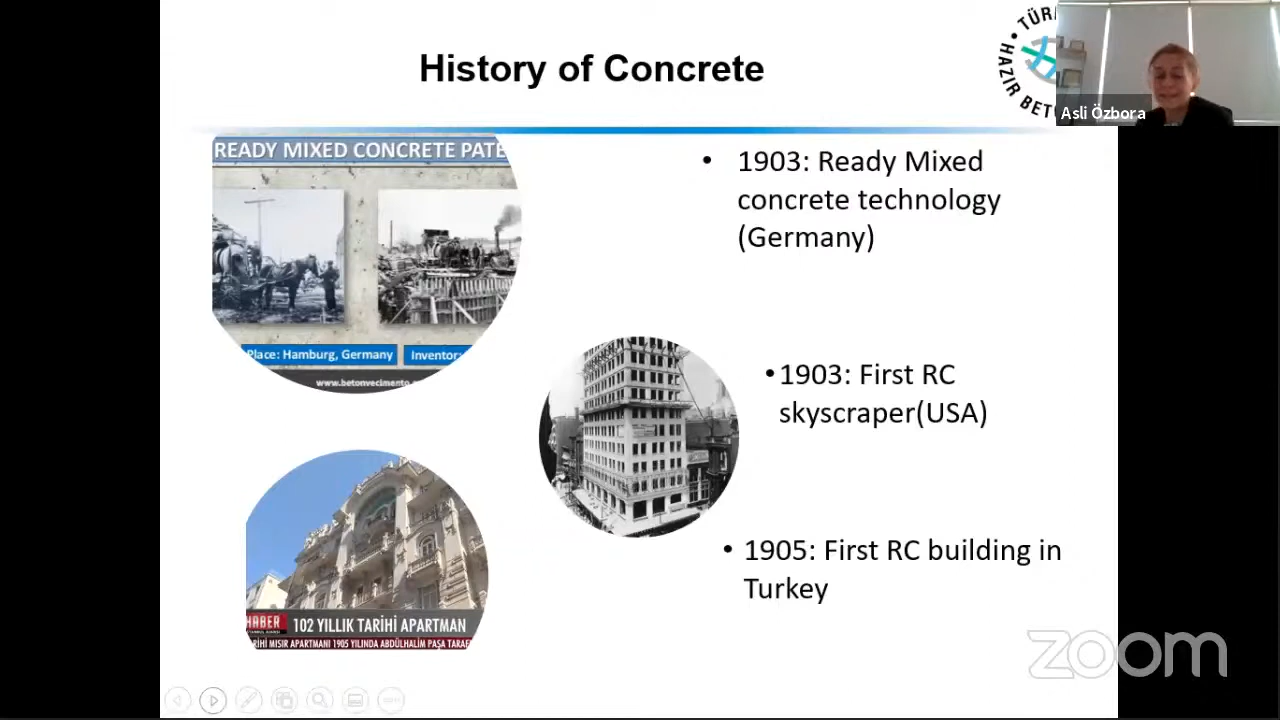 History of Concrete
TÜR
HAZIR BET
Asli Özbora
READY MIXED CONCRETE PATE
• 1903: Ready Mixed
concrete technology
(Germany)
Place: Hamburg, Germany
Inventor:
www.betonvecimento.
•1903: First RC
skyscraper(USA)
• 1905: First RC building in
Turkey
HABER
102 YILLIK TARİHİ APARTMAN
RİHİ MISIR APARTMANI 1905 YILINDA ABDÜLHALİM PAŞA TARAF
zoom